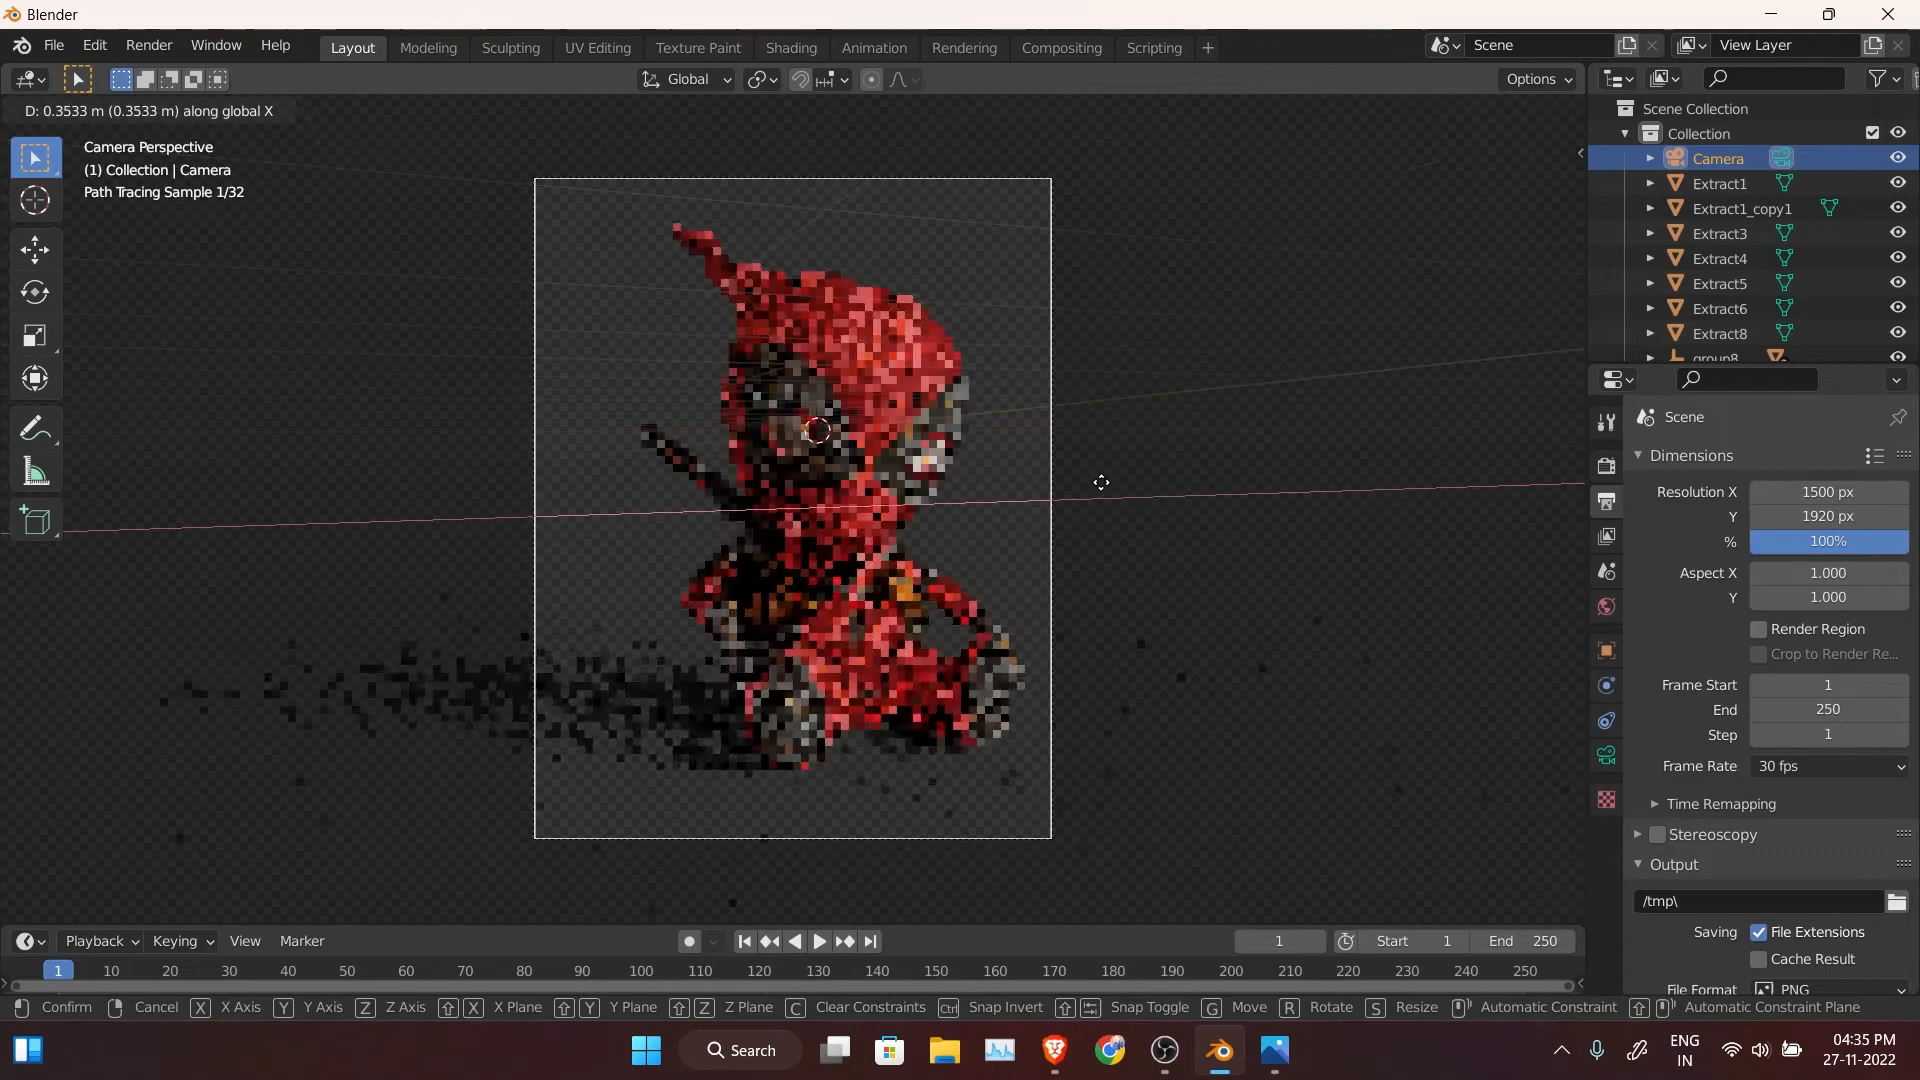 Blender
File Edit Render Window Help
Layout Modeling Sculpting UV Editing Texture Paint Shading Animation Rendering Compositing Scripting +
Scene
View Layer
Global
Options
D: 0.3533 m (0.3533 m) along global X
Camera Perspective
(1) Collection | Camera
Path Tracing Sample 1/32
Scene Collection
Collection
Camera
Extract1
Extract1_copy1
Extract3
Extract4
Extract5
Extract6
Extract8
group8
Scene
Dimensions
Resolution X 1500 px
Y 1920 px
% 100%
Aspect X 1.000
Y 1.000
Render Region
Crop to Render Re...
Frame Start 1
End 250
Step 1
Frame Rate 30 fps
Time Remapping
Stereoscopy
Output
/tmp\
Saving File Extensions
Cache Result
File Format PNG
Playback Keying View Marker
1 Start 1 End 250
1 10 20 30 40 50 60 70 80 90 100 110 120 130 140 150 160 170 180 190 200 210 220 230 240 250
Confirm Cancel X X Axis Y Y Axis Z Z Axis X X Plane Y Y Plane Z Z Plane C Clear Constraints Ctrl Snap Invert Snap Toggle G Move R Rotate S Resize Automatic Constraint Automatic Constraint Plane
Search
ENG
IN
04:35 PM
27-11-2022